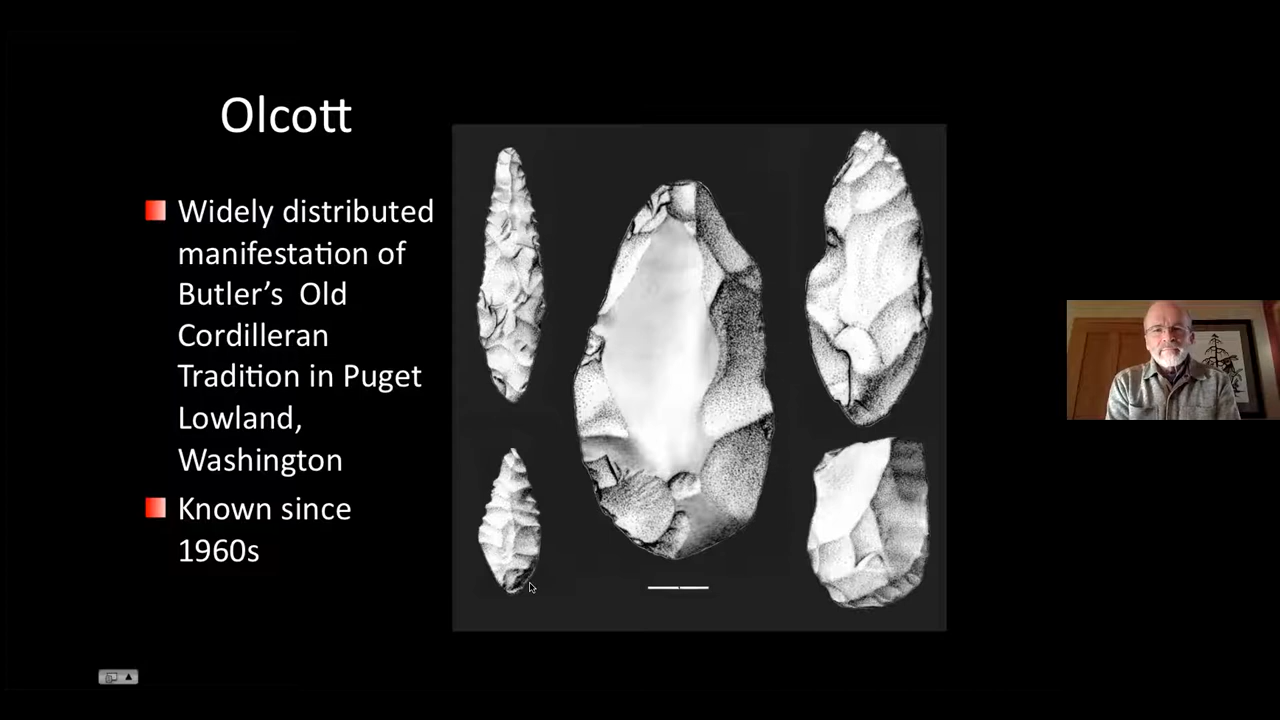 Olcott
Widely distributed
manifestation of
Butler's  Old
Cordilleran
Tradition in Puget
Lowland,
Washington
Known since
1960s